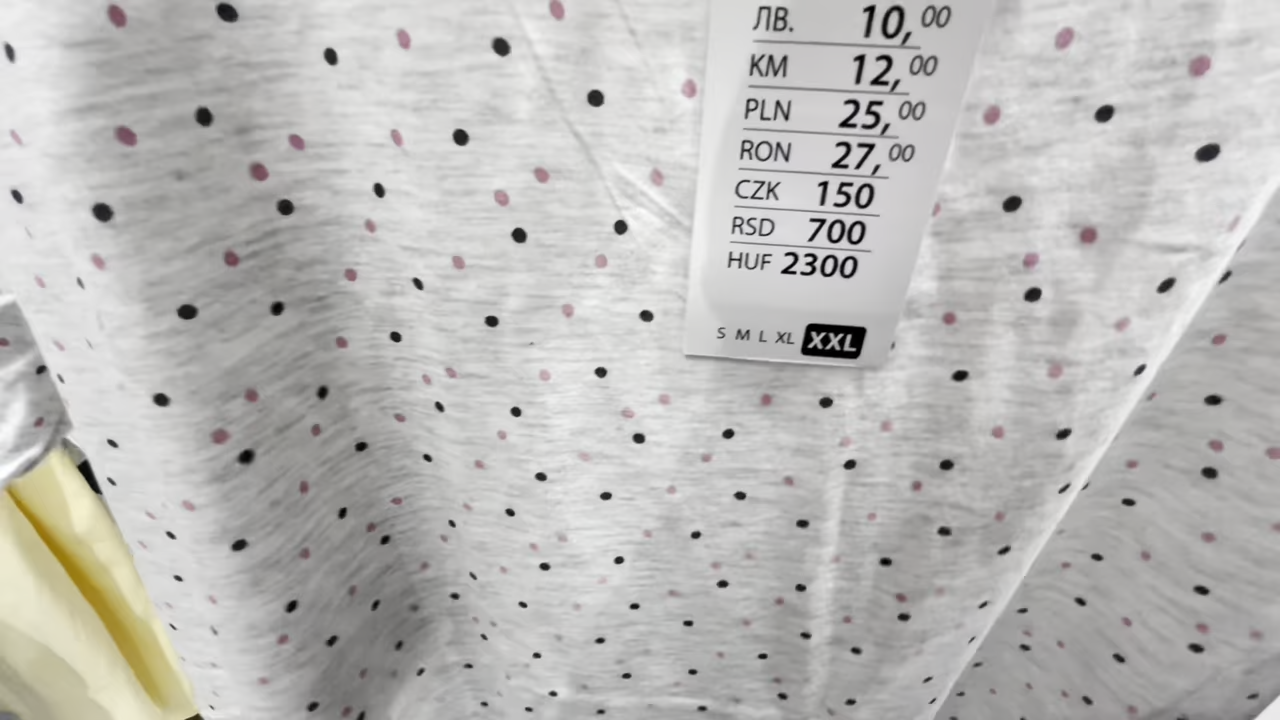 ЛВ. 10,00
KM 12,00
PLN 25,00
RON 27,00
CZK 150
RSD 700
HUF 2300
S M L XL XXL